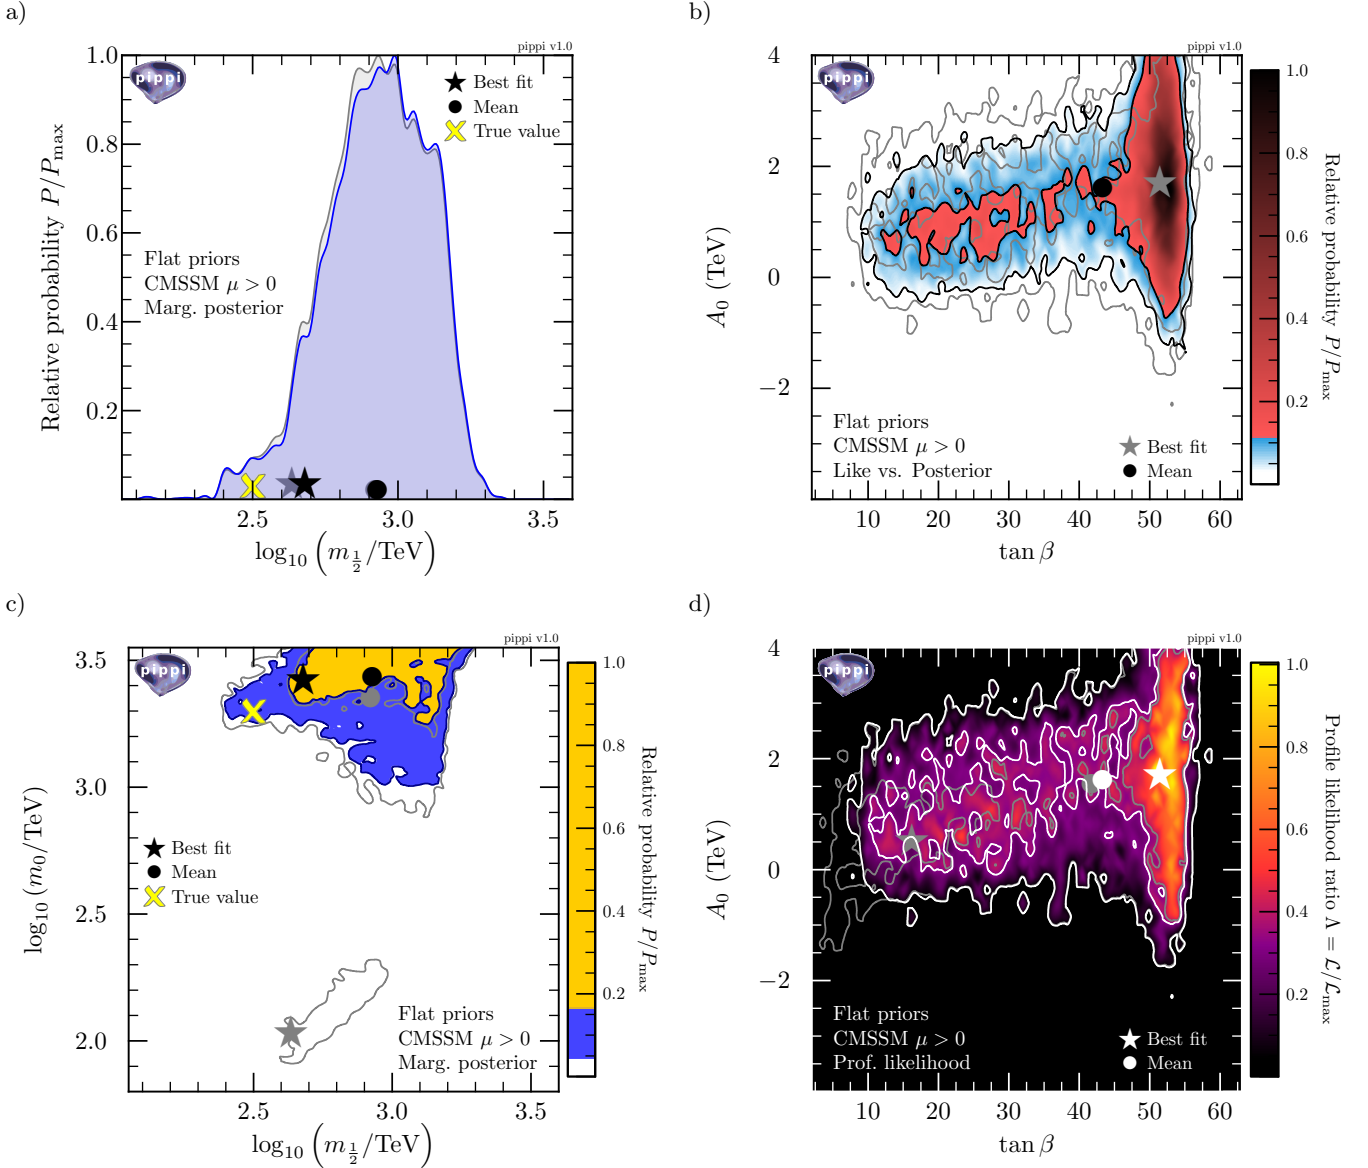 a)
pippi v1.0
pippi
Best fit
Mean
True value
Flat priors
CMSSM μ > 0
Marg. posterior
Relative probability P/P_max
1.0
0.8
0.6
0.4
0.2
2.5 3.0 3.5
log₁₀ (m_{1/2}/TeV)
b)
pippi v1.0
pippi
A₀ (TeV)
4
2
0
−2
Flat priors
CMSSM μ > 0
Like vs. Posterior
Best fit
Mean
10 20 30 40 50 60
tan β
1.0
0.8
0.6
0.4
0.2
Relative probability P/P_max
c)
pippi v1.0
pippi
log₁₀ (m₀/TeV)
3.5
3.0
2.5
2.0
Best fit
Mean
True value
Flat priors
CMSSM μ > 0
Marg. posterior
2.5 3.0 3.5
log₁₀ (m_{1/2}/TeV)
1.0
0.8
0.6
0.4
0.2
Relative probability P/P_max
d)
pippi v1.0
pippi
A₀ (TeV)
4
2
0
−2
Flat priors
CMSSM μ > 0
Prof. likelihood
Best fit
Mean
10 20 30 40 50 60
tan β
1.0
0.8
0.6
0.4
0.2
Profile likelihood ratio Λ = ℒ/ℒ_max